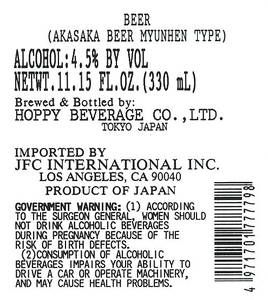 BEER
(AKASAKA BEER MYUNHEN TYPE)
ALCOHOL:4.5% BY VOL
NETWT.11.15 FL.OZ.(330 mL)
Brewed & Bottled by:
HOPPY BEVERAGE CO.,LTD.
TOKYO JAPAN
IMPORTED BY
JFC INTERNATIONAL INC.
LOS ANGELES, CA 90040
PRODUCT OF JAPAN
GOVERNMENT WARNING: (1) ACCORDING
TO THE SURGEON GENERAL, WOMEN SHOULD
NOT DRINK ALCOHOLIC BEVERAGES
DURING PREGNANCY BECAUSE OF THE
RISK OF BIRTH DEFECTS.
(2)CONSUMPTION OF ALCOHOLIC
BEVERAGES IMPAIRS YOUR ABILITY TO
DRIVE A CAR OR OPERATE MACHINERY,
AND MAY CAUSE HEALTH PROBLEMS.
4 971701 777798